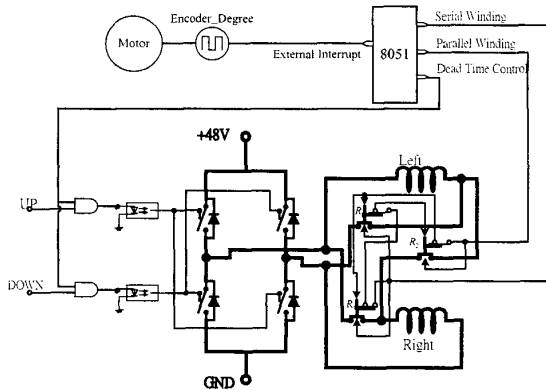 Encoder_Degree
Serial Winding
Motor
8051
Parallel Winding
External Interrupt
Dead Time Control
+48V
Left
UP
DOWN
Right
GND